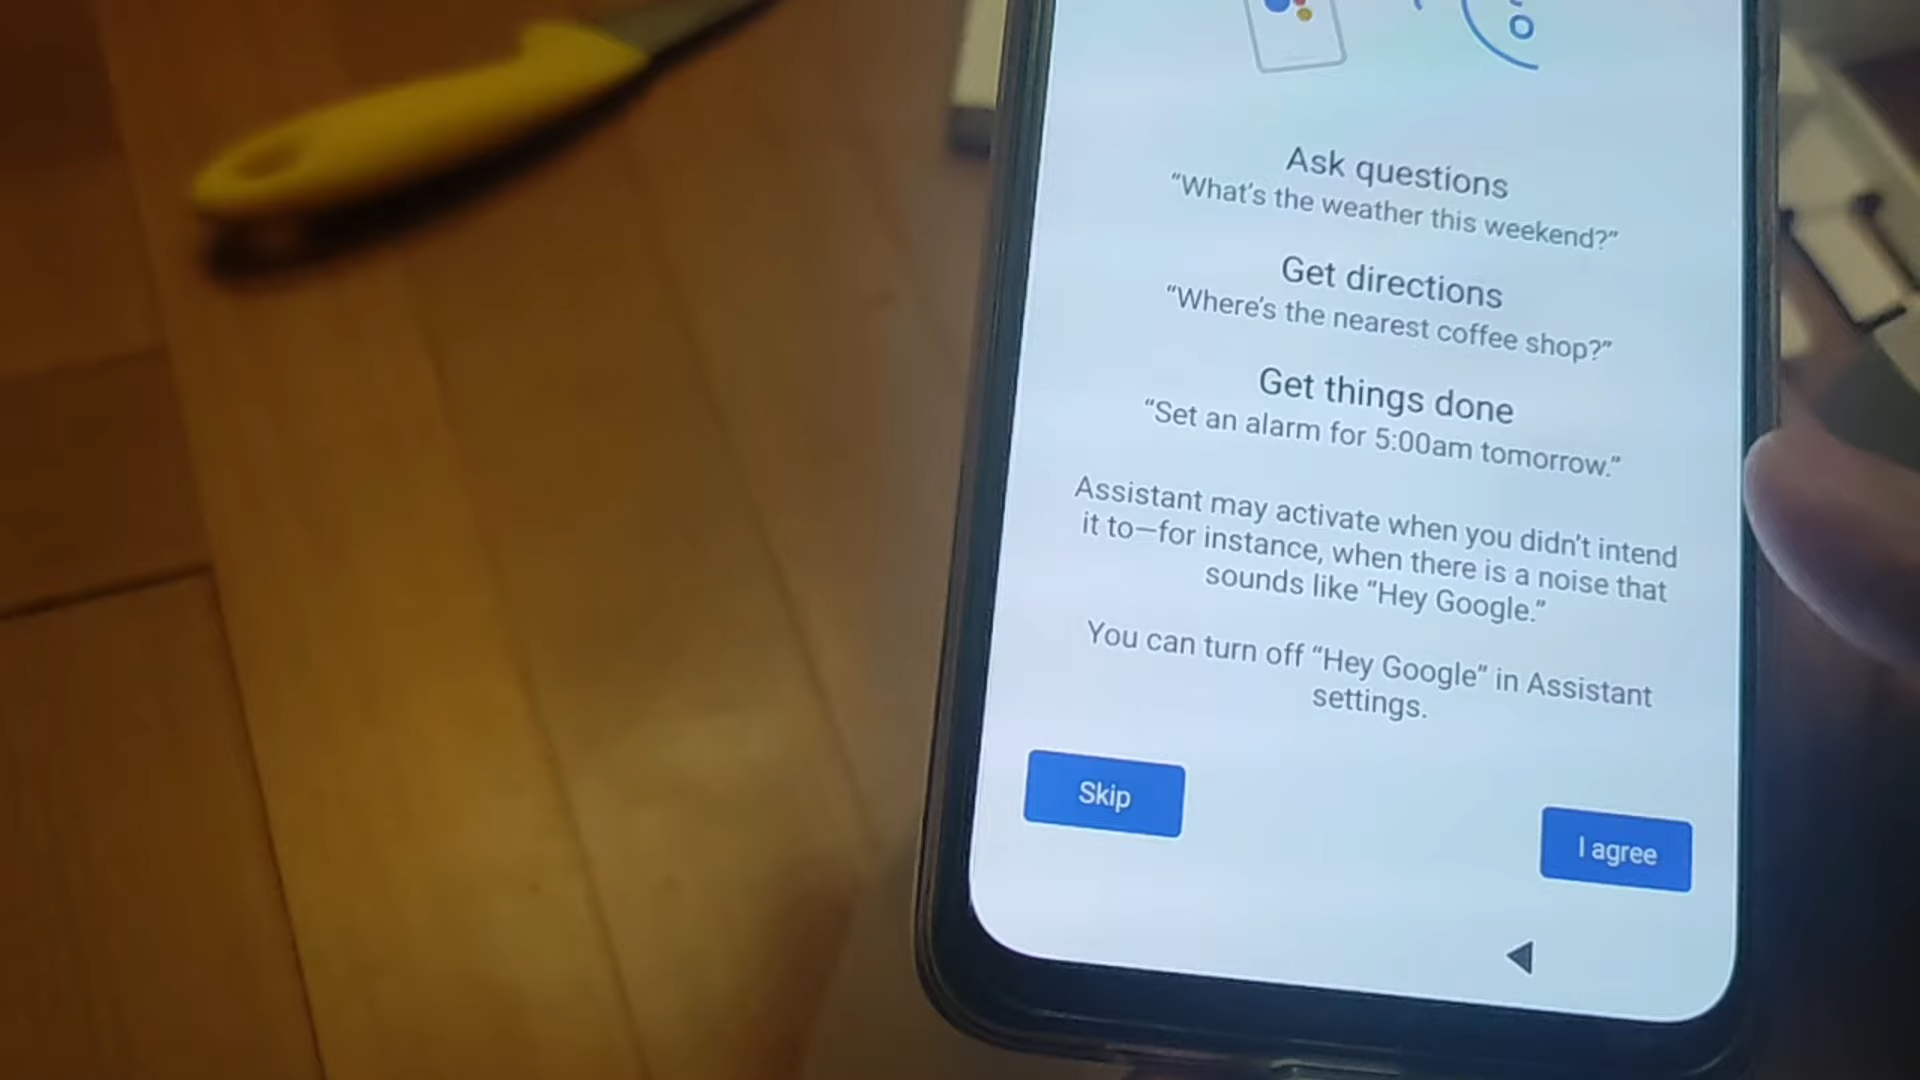 Ask questions
“What’s the weather this weekend?”
Get directions
“Where’s the nearest coffee shop?”
Get things done
“Set an alarm for 5:00am tomorrow.”
Assistant may activate when you didn’t intend
it to—for instance, when there is a noise that
sounds like “Hey Google.”
You can turn off “Hey Google” in Assistant
settings.
Skip
I agree